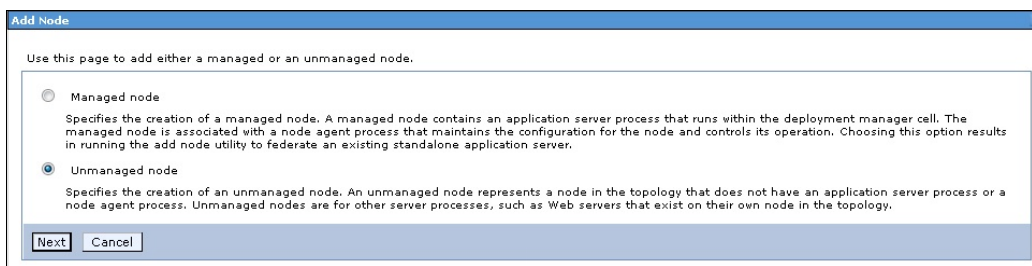 Add Node
Use this page to add either a managed or an unmanaged node.
Managed node
Specifies the creation of a managed node. A managed node contains an application server process that runs within the deployment manager cell. The
managed node is associated with a node agent process that maintains the configuration for the node and controls its operation. Choosing this option results
in running the add node utility to federate an existing standalone application server.
Unmanaged node
Specifies the creation of an unmanaged node. An unmanaged node represents a node in the topology that does not have an application server process or a
node agent process. Unmanaged nodes are for other server processes, such as Web servers that exist on their own node in the topology.
Next Cancel